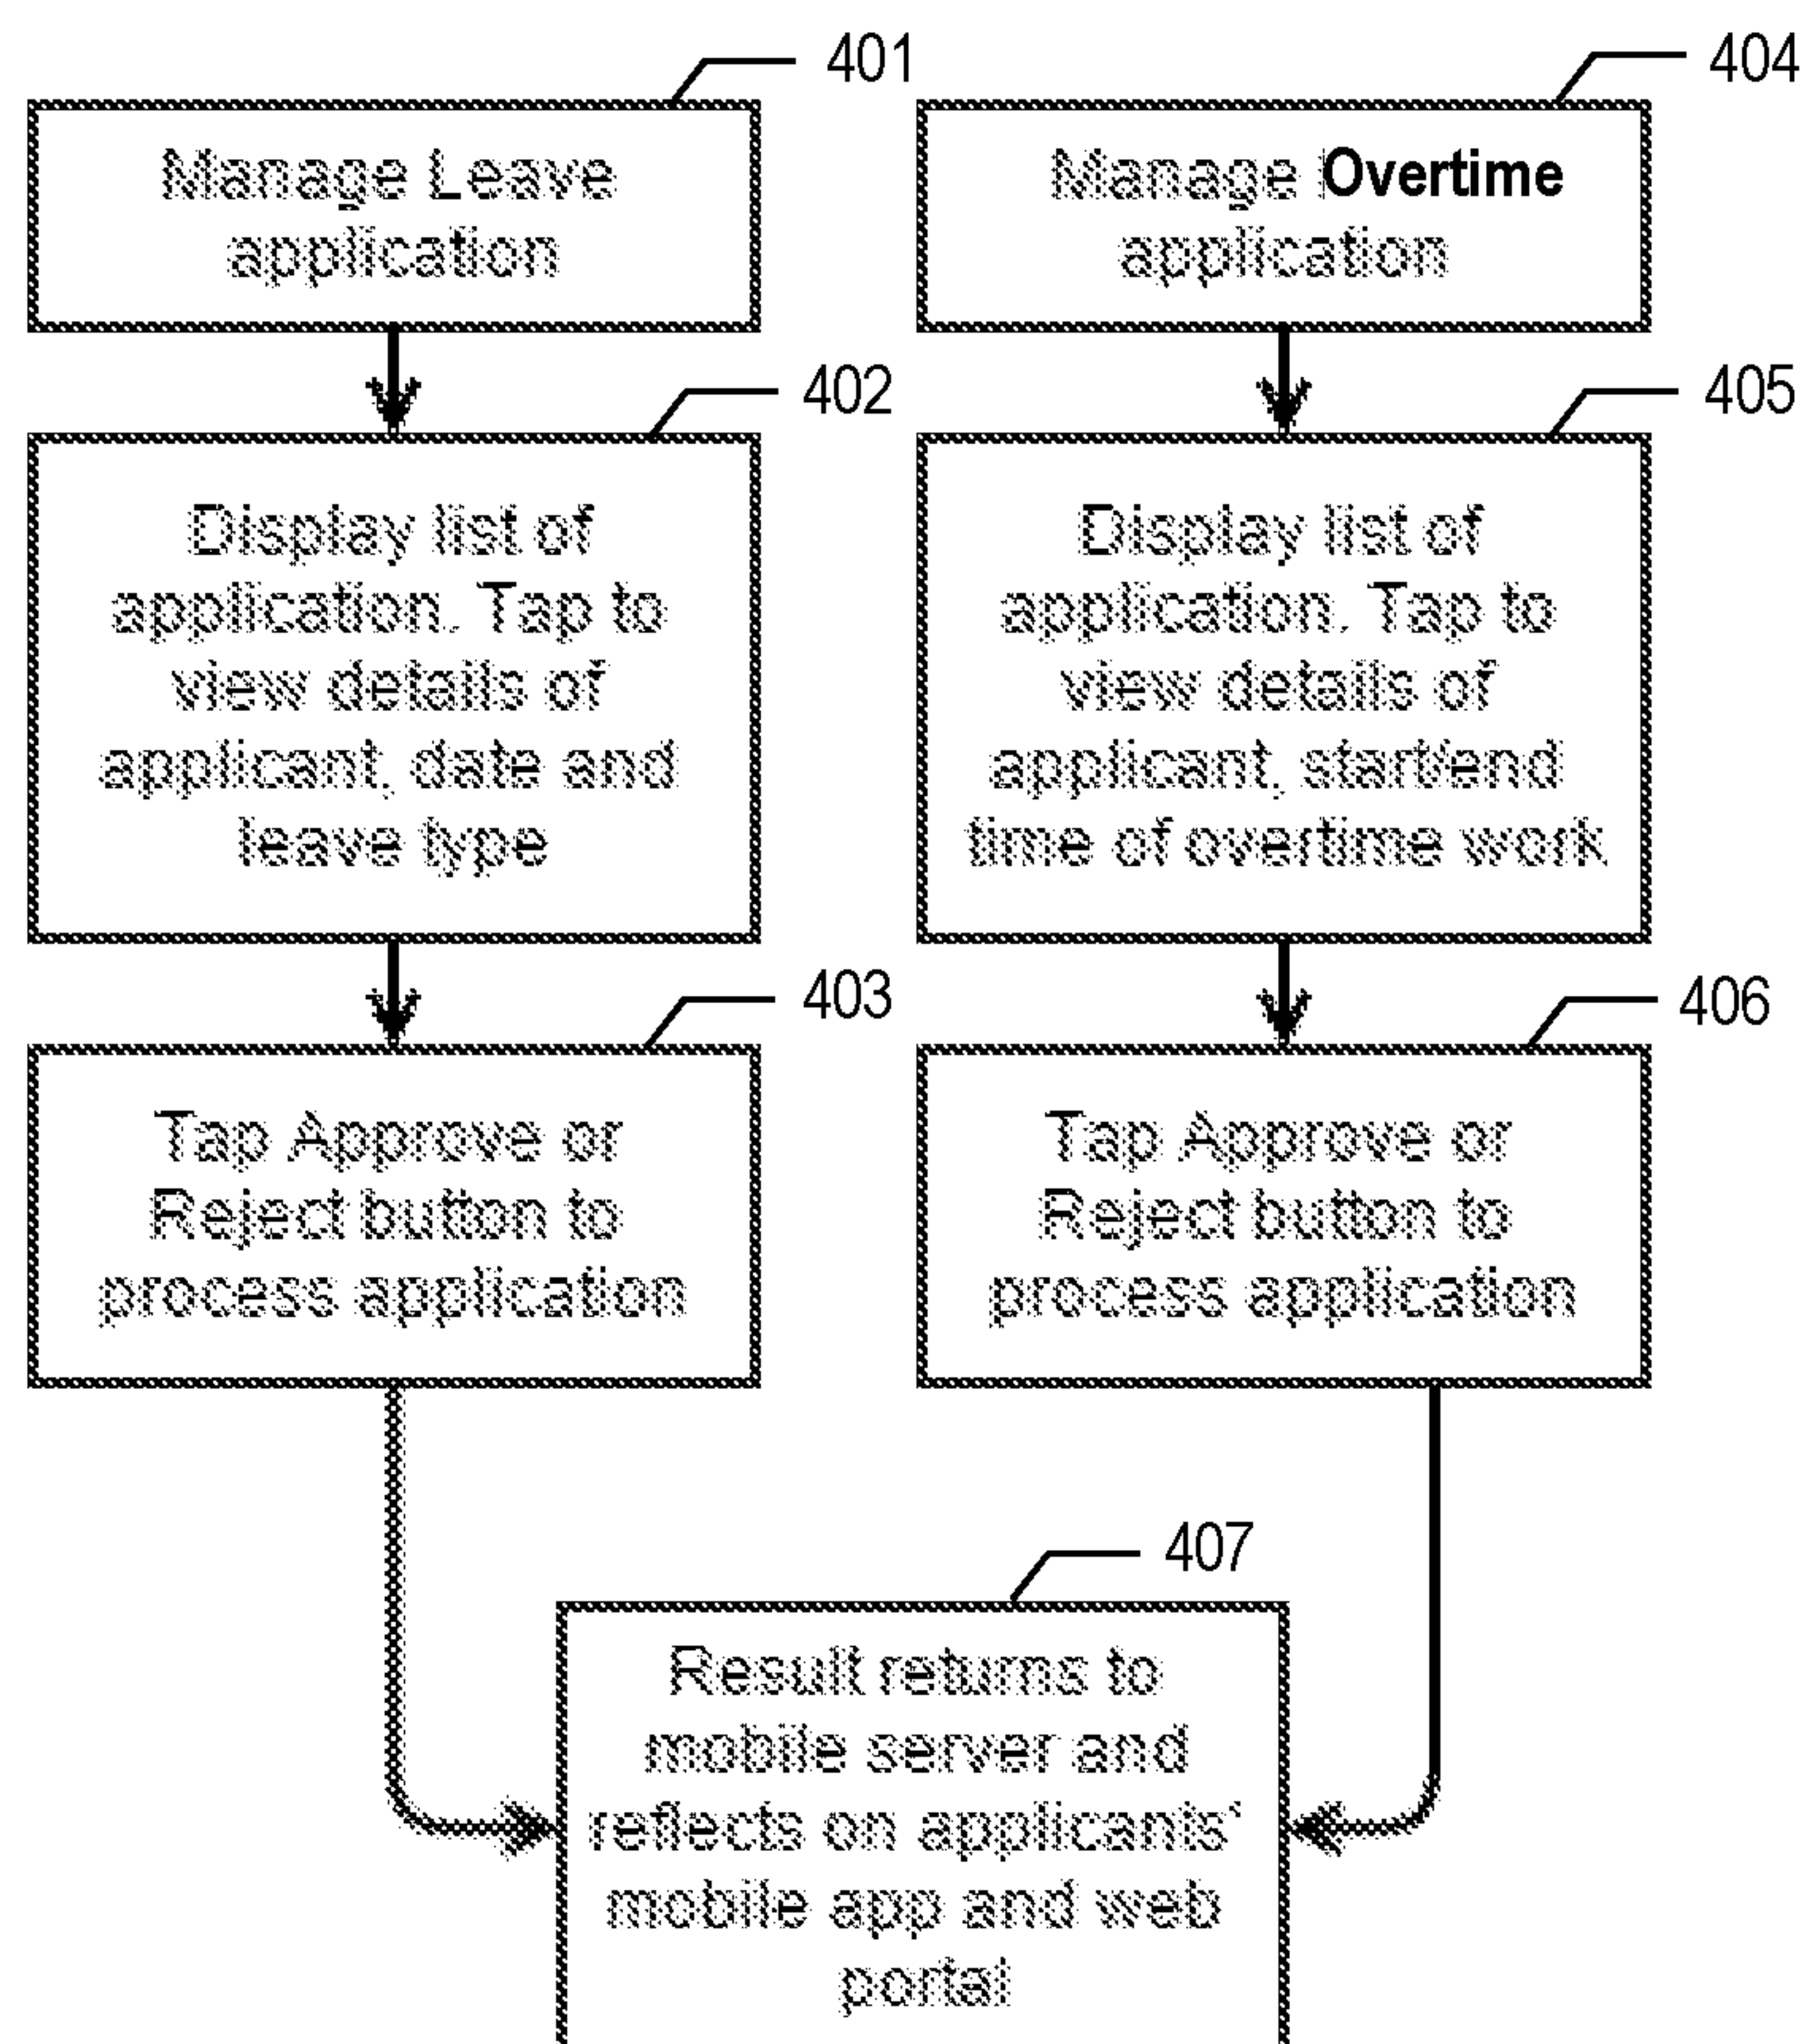 401
Manage Leave
application
402
Display list of
application. Tap to
view details of
applicant, date and
leave type
403
Tap Approve or
Reject button to
process application
404
Manage Overtime
application
405
Display list of
application. Tap to
view details of
applicant, start/end
time of overtime work
406
Tap Approve or
Reject button to
process application
407
Result returns to
mobile server and
reflects on applicants'
mobile app and web
portal